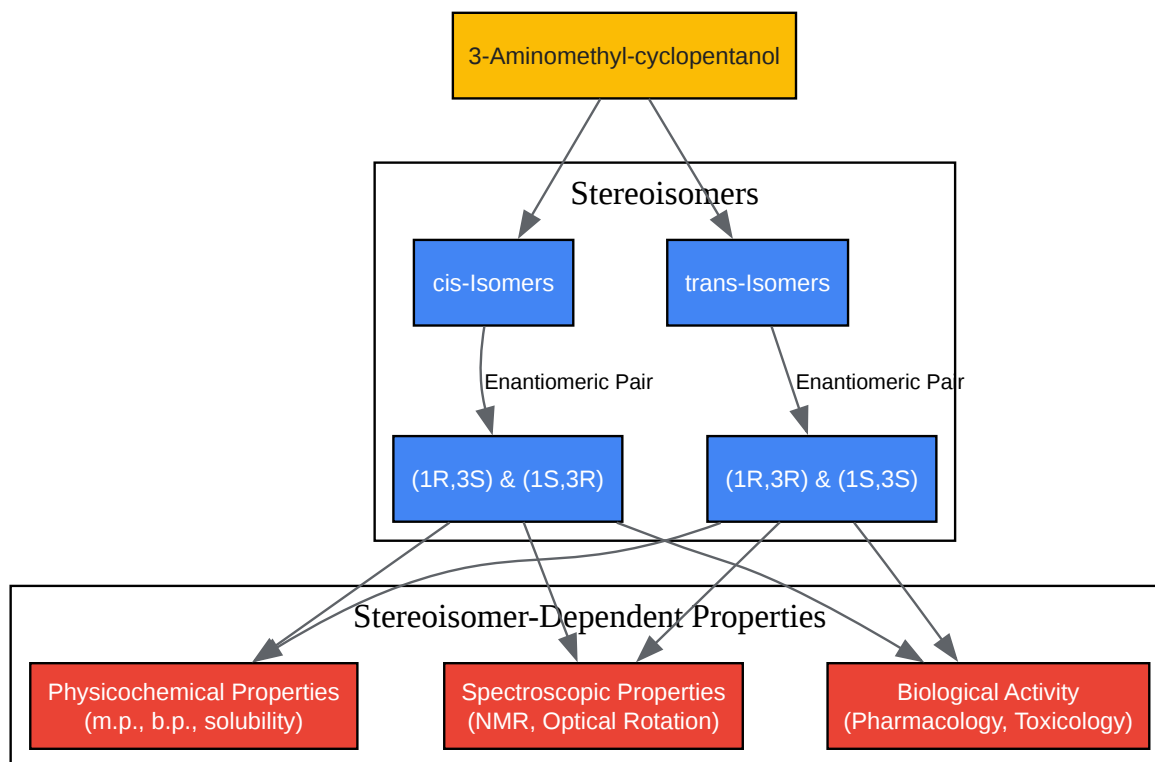 3-Aminomethyl-cyclopentanol
Stereoisomers
cis-Isomers
trans-Isomers
Enantiomeric Pair
Enantiomeric Pair
(1R,3S) & (1S,3R)
(1R,3R) & (1S,3S)
Stereoisomer-Dependent Properties
Physicochemical Properties
(m.p., b.p., solubility)
Spectroscopic Properties
(NMR, Optical Rotation)
Biological Activity
(Pharmacology, Toxicology)